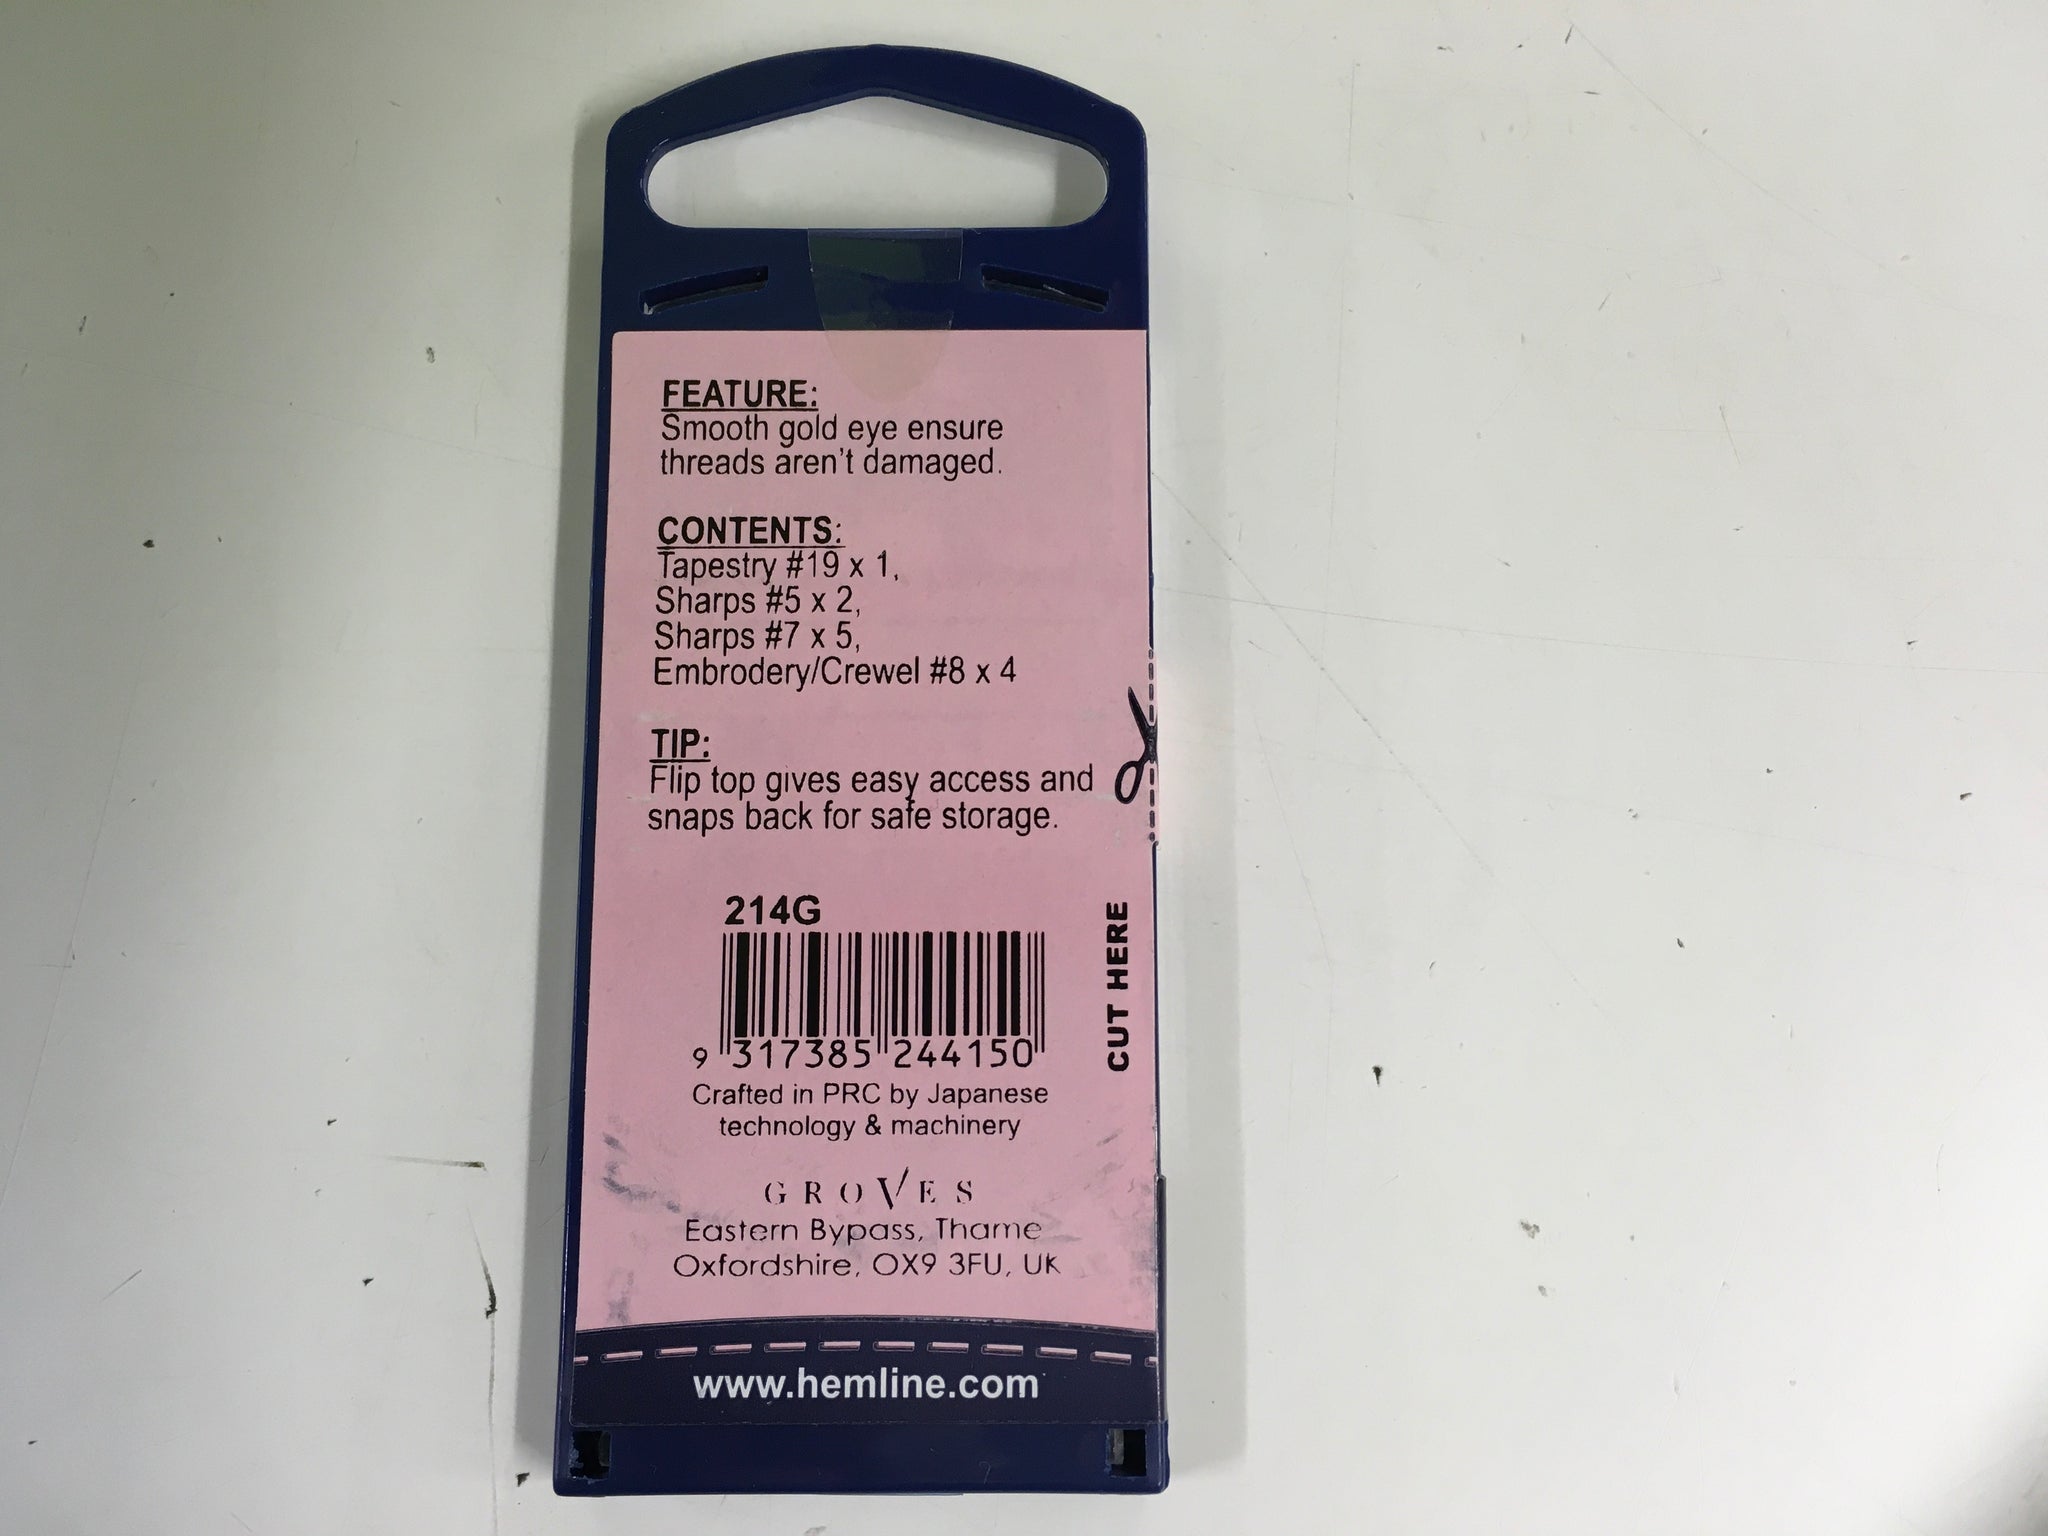 FEATURE:
Smooth gold eye ensure
threads aren't damaged.
CONTENTS:
Tapestry #19 x 1,
Sharps #5 x 2,
Sharps #7 x 5,
Embrodery/Crewel #8 x 4
TIP:
Flip top gives easy access and
snaps back for safe storage.
CUT HERE
214G
9 317385 244150
Crafted in PRC by Japanese
technology & machinery
GROVES
Eastern Bypass, Thame
Oxfordshire, OX9 3FU, UK
www.hemline.com